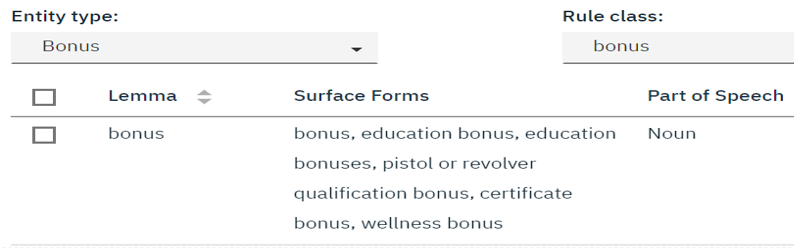 Entity type: Rule class:
Bonus bonus
Lemma Surface Forms Part of Speech
bonus bonus, education bonus, education Noun
bonuses, pistol or revolver
qualification bonus, certificate
bonus, wellness bonus